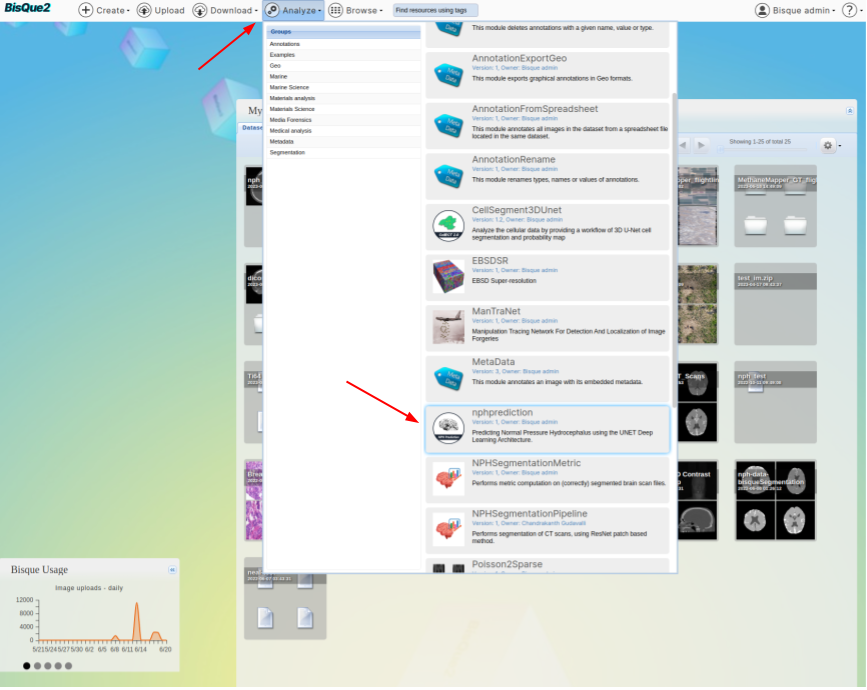 BisQue2
Create
Upload
Download
Analyze
Browse
Find resources using tags
Bisque admin
?
Groups
Annotations
Examples
Geo
Marine
Marine Science
Materials analysis
Materials Science
Media Forensics
Medical analysis
Metadata
Segmentation
This module deletes annotations with a given name, value or type.
AnnotationExportGeo
Version: 1, Owner: Bisque admin
This module exports graphical annotations in Geo formats.
AnnotationFromSpreadsheet
Version: 1, Owner: Bisque admin
This module annotates all images in the dataset from a spreadsheet file
located in the same dataset.
AnnotationRename
Version: 1, Owner: Bisque admin
This module renames types, names or values of annotations.
CellSegment3DUnet
Version: 1.2, Owner: Bisque admin
Analyze the cellular data by providing a workflow of 3D U-Net cell
segmentation and probability map
EBSDSR
Version: 1, Owner: Bisque admin
EBSD Super-resolution
ManTraNet
Version: 1, Owner: Bisque admin
Manipulation Tracing Network For Detection And Localization of Image
Forgeries
MetaData
Version: 3, Owner: Bisque admin
This module annotates an image with its embedded metadata.
nphprediction
Version: 1, Owner: Bisque admin
Predicting Normal Pressure Hydrocephalus using the UNET Deep
Learning Architecture.
NPHSegmentationMetric
Version: 1, Owner: Bisque admin
Performs metric computation on (correctly) segmented brain scan files.
NPHSegmentationPipeline
Version: 1, Owner: Chandrakanth Gudavalli
Performs segmentation of CT scans, using ResNet patch based
method.
Poisson2Sparse
My
Datase
Showing 1-25 of total 25
nph
MethaneMapper_GT_flig
dico
test_im.zip
Ti64
T_Scans
nph_test
Brea
D Contrast
nph-data-
bisqueSegmentation
Bisque Usage
Image uploads - daily
12000
8000
4000
0
5/21 5/24 5/27 5/30 6/2 6/5 6/8 6/11 6/14 6/20